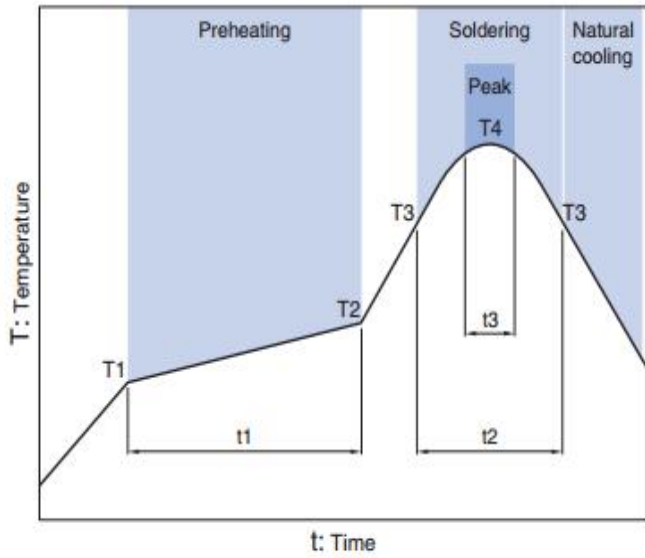 Preheating
Soldering
Natural
cooling
Peak
T4
T3
T3
T2
t3
T1
t1
t2
T: Temperature
t: Time